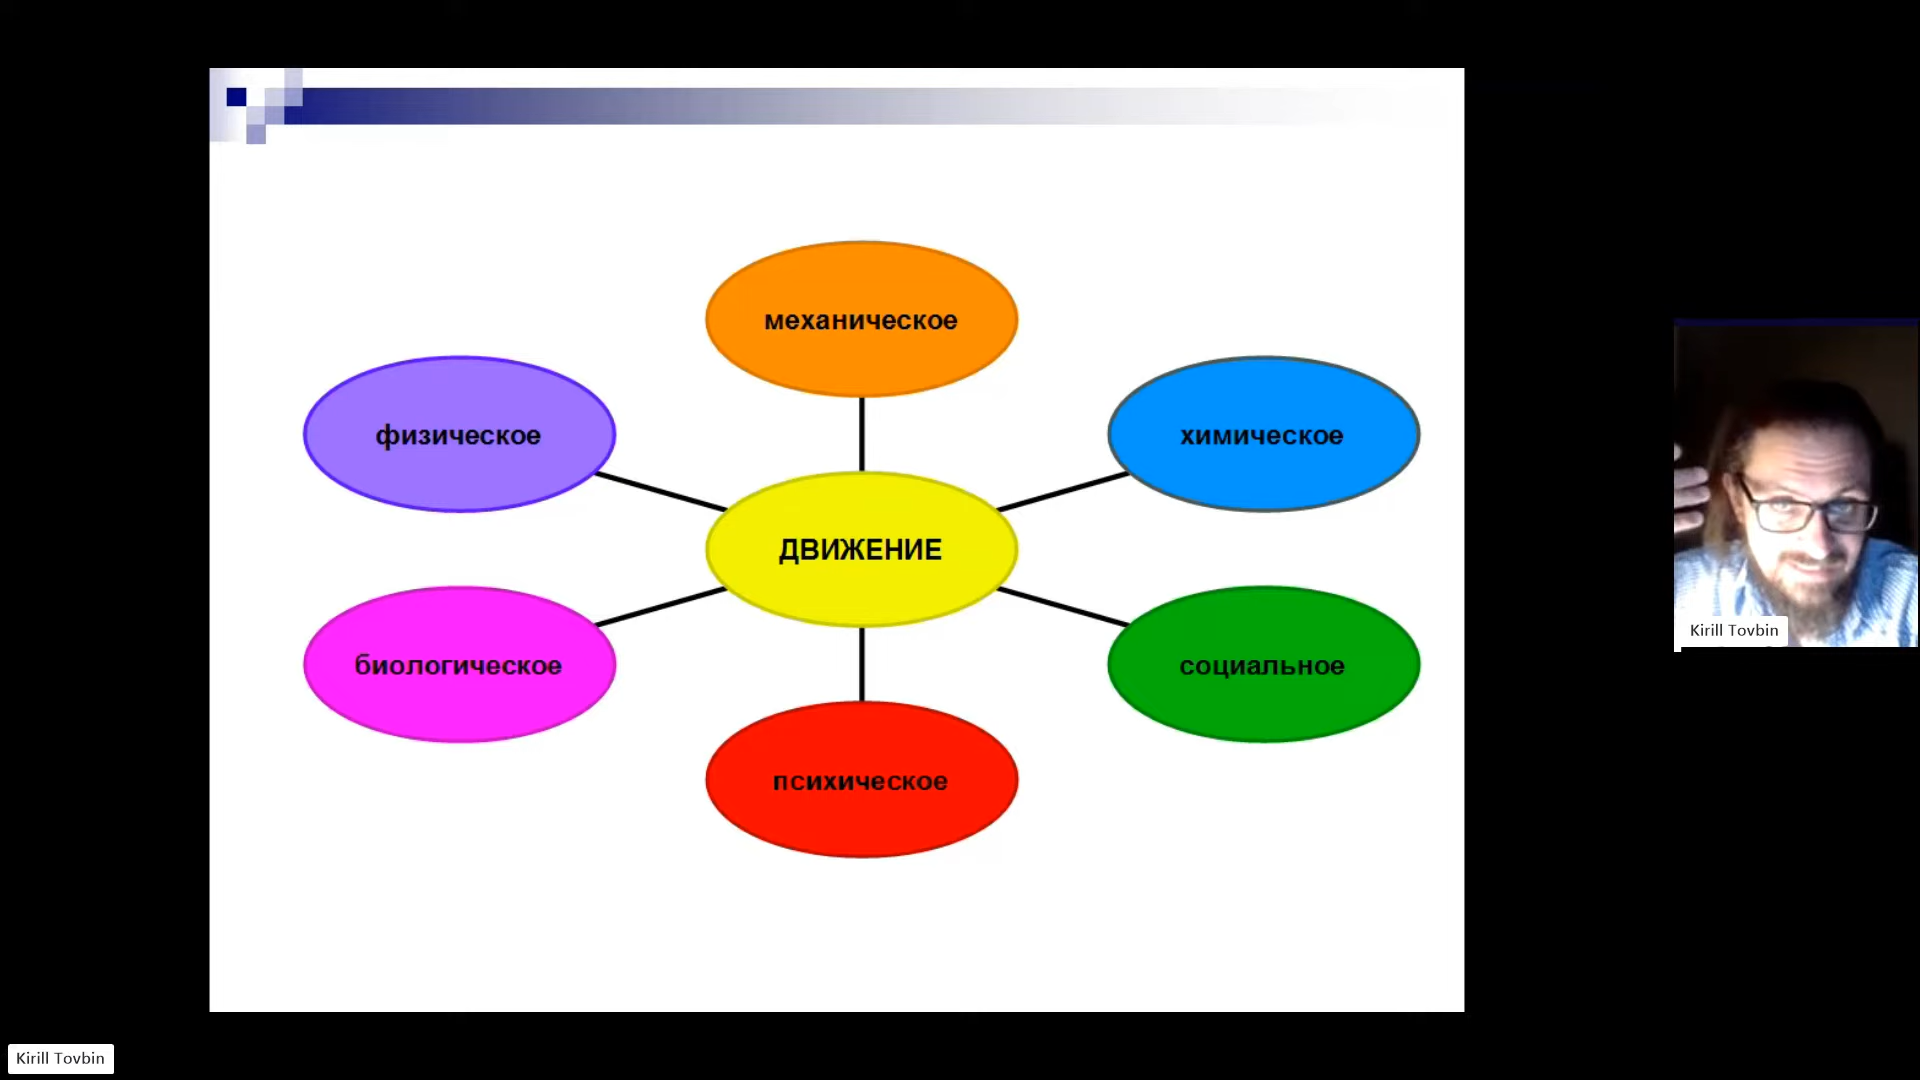 механическое
физическое
химическое
ДВИЖЕНИЕ
биологическое
социальное
психическое
Kirill Tovbin
Kirill Tovbin